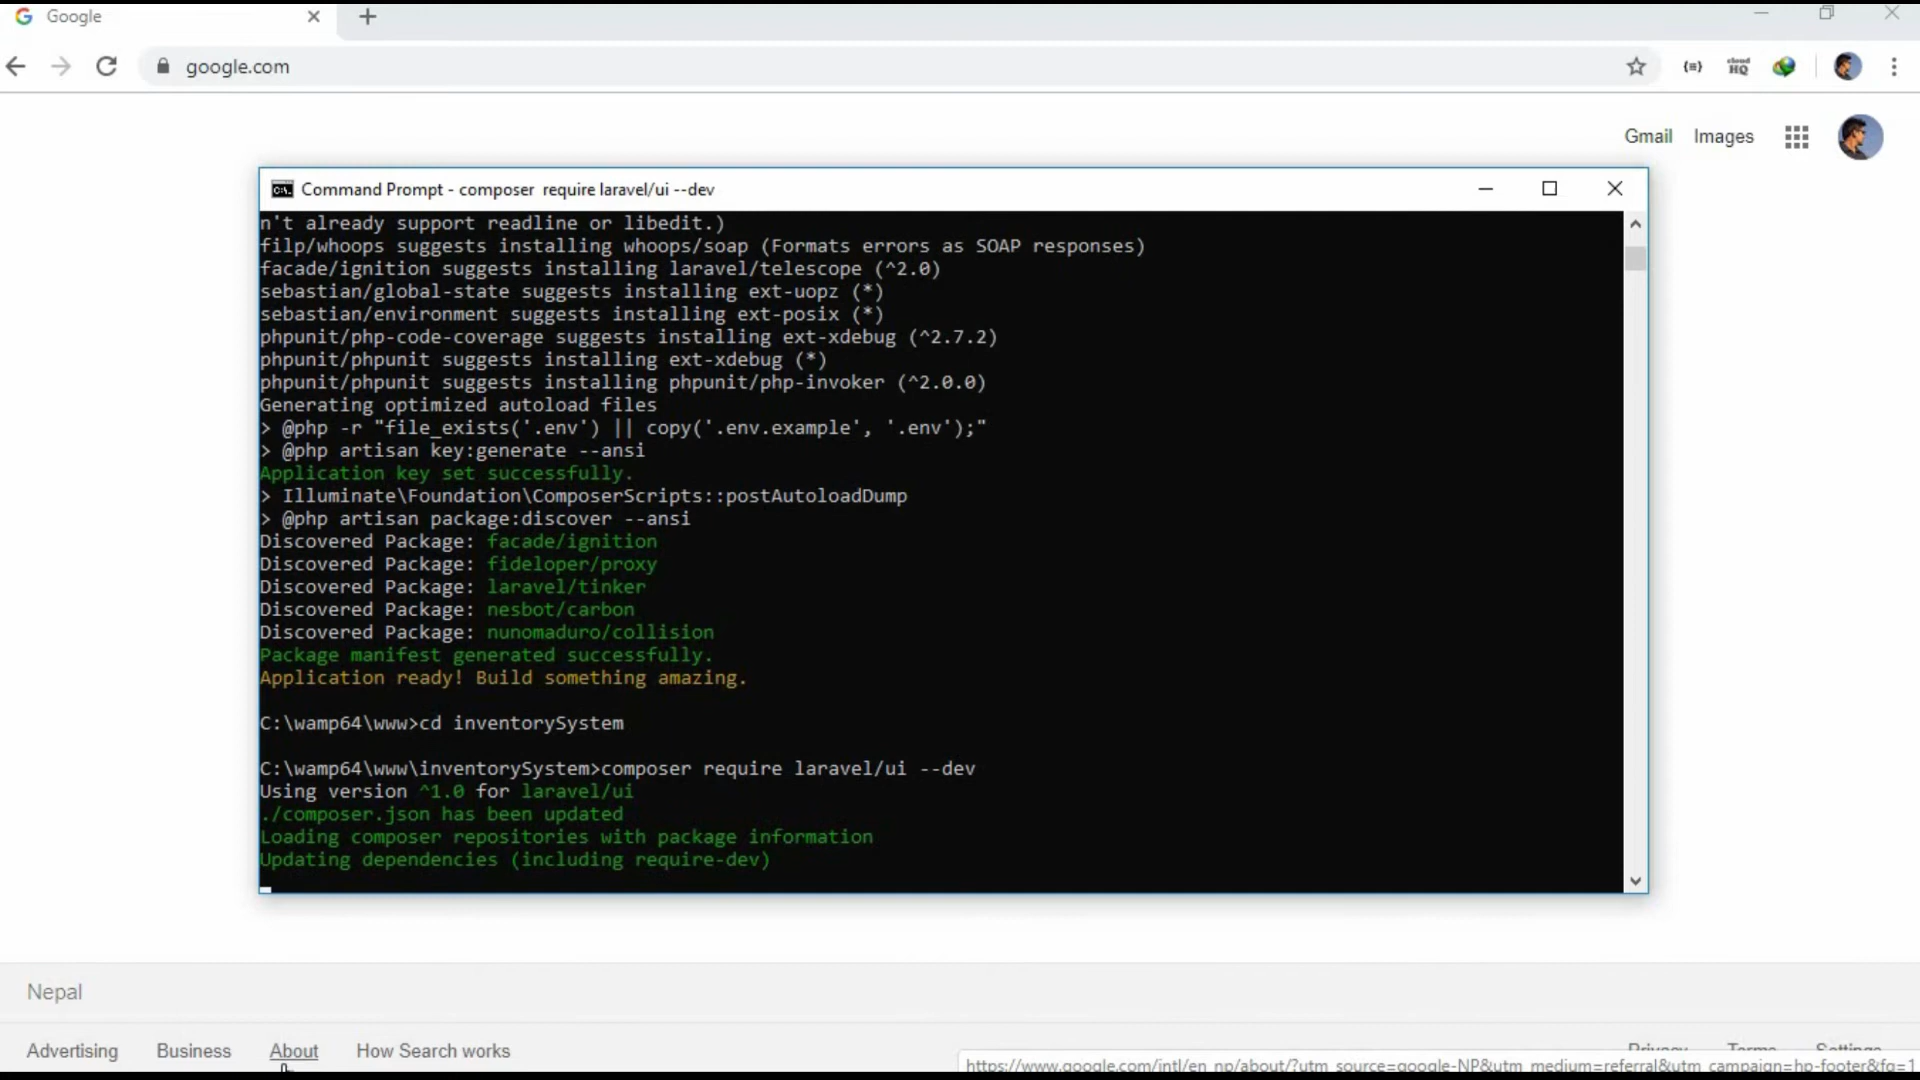 Google
google.com
cloud
HQ
Gmail Images
Command Prompt - composer  require laravel/ui --dev
n't already support readline or libedit.)
filp/whoops suggests installing whoops/soap (Formats errors as SOAP responses)
facade/ignition suggests installing laravel/telescope (^2.0)
sebastian/global-state suggests installing ext-uopz (*)
sebastian/environment suggests installing ext-posix (*)
phpunit/php-code-coverage suggests installing ext-xdebug (^2.7.2)
phpunit/phpunit suggests installing ext-xdebug (*)
phpunit/phpunit suggests installing phpunit/php-invoker (^2.0.0)
Generating optimized autoload files
> @php -r "file_exists('.env') || copy('.env.example', '.env');"
> @php artisan key:generate --ansi
Application key set successfully.
> Illuminate\Foundation\ComposerScripts::postAutoloadDump
> @php artisan package:discover --ansi
Discovered Package: facade/ignition
Discovered Package: fideloper/proxy
Discovered Package: laravel/tinker
Discovered Package: nesbot/carbon
Discovered Package: nunomaduro/collision
Package manifest generated successfully.
Application ready! Build something amazing.
C:\wamp64\www>cd inventorySystem
C:\wamp64\www\inventorySystem>composer require laravel/ui --dev
Using version ^1.0 for laravel/ui
./composer.json has been updated
Loading composer repositories with package information
Updating dependencies (including require-dev)
Nepal
Advertising Business About How Search works Privacy Terms Settings
https://www.google.com/intl/en_np/about/?utm_source=google-NP&utm_medium=referral&utm_campaign=hp-footer&fg=1